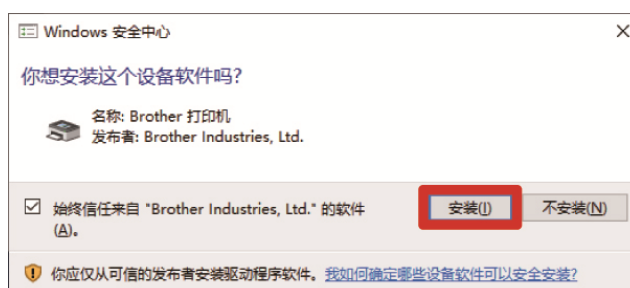 Windows 安全中心
你想安装这个设备软件吗?
名称: Brother 打印机
发布者: Brother Industries, Ltd.
始终信任来自 "Brother Industries, Ltd." 的软件
(A)。
安装(I)
不安装(N)
你应仅从可信的发布者安装驱动程序软件。我如何确定哪些设备软件可以安全安装?